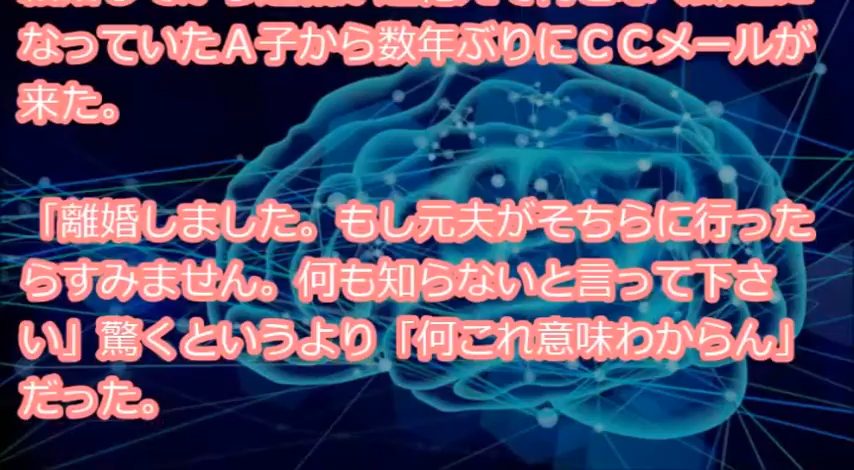 なっていたＡ子から数年ぶりにＣＣメールが
来た。
「離婚しました。もし元夫がそちらに行った
らすみません。何も知らないと言って下さ
い」驚くというより「何これ意味わからん」
だった。